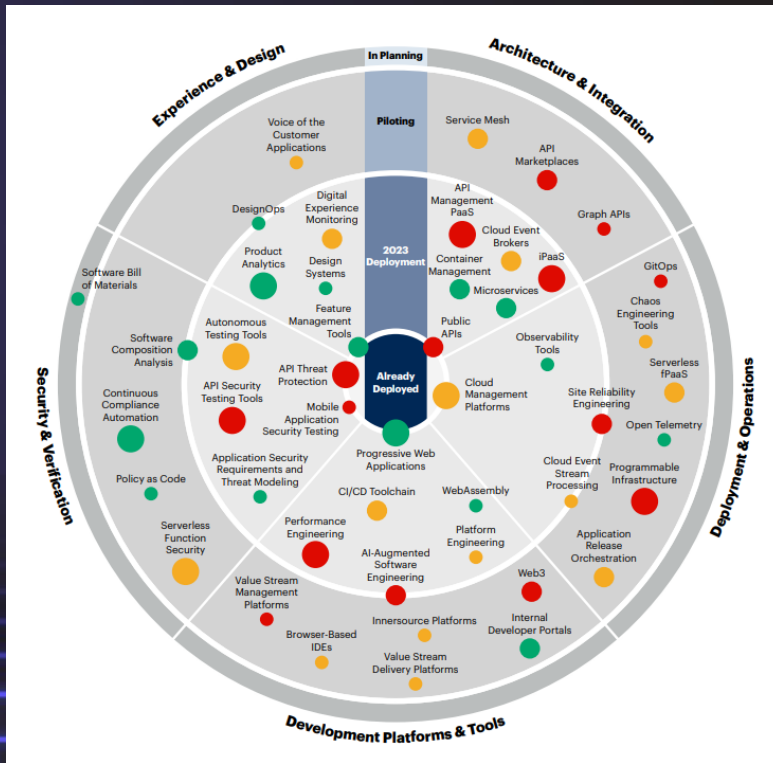 Experience & Design
In Planning
Architecture & Integration
Piloting
Voice of the
Customer
Applications
Service Mesh
API
Marketplaces
Graph APIs
DesignOps
Digital
Experience
Monitoring
2023
Deployment
API
Management
PaaS
Cloud Event
Brokers
iPaaS
Product
Analytics
Design
Systems
Container
Management
Microservices
Feature
Management
Tools
Public
APIs
Software Bill
of Materials
Software
Composition
Analysis
Autonomous
Testing Tools
API Threat
Protection
Already
Deployed
Continuous
Compliance
Automation
API Security
Testing Tools
Mobile
Application
Security Testing
Policy as Code
Application Security
Requirements and
Threat Modeling
Serverless
Function
Security
Security & Verification
GitOps
Chaos
Engineering
Tools
Observability
Tools
Serverless
fPaaS
Cloud
Management
Platforms
Site Reliability
Engineering
Open Telemetry
Cloud Event
Stream
Processing
Programmable
Infrastructure
Application
Release
Orchestration
Deployment & Operations
Progressive Web
Applications
CI/CD Toolchain
WebAssembly
Performance
Engineering
Platform
Engineering
AI-Augmented
Software
Engineering
Value Stream
Management
Platforms
Web3
Browser-Based
IDEs
Innersource Platforms
Internal
Developer Portals
Value Stream
Delivery Platforms
Development Platforms & Tools